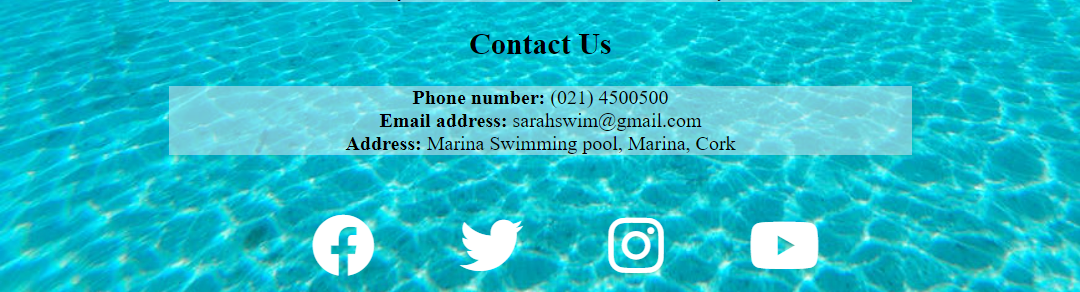 Contact Us
Phone number: (021) 4500500
Email address: sarahswim@gmail.com
Address: Marina Swimming pool, Marina, Cork